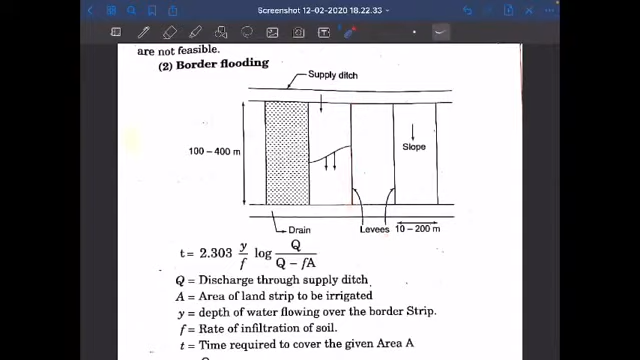 Screenshot 12-02-2020 18.22.33
are not feasible.
(2) Border flooding
Supply ditch
100 – 400 m
Slope
Drain
Levees
10 – 200 m
t = 2.303 y/f log Q/(Q – fA)
Q = Discharge through supply ditch
A = Area of land strip to be irrigated
y = depth of water flowing over the border Strip.
f = Rate of infiltration of soil.
t = Time required to cover the given Area A